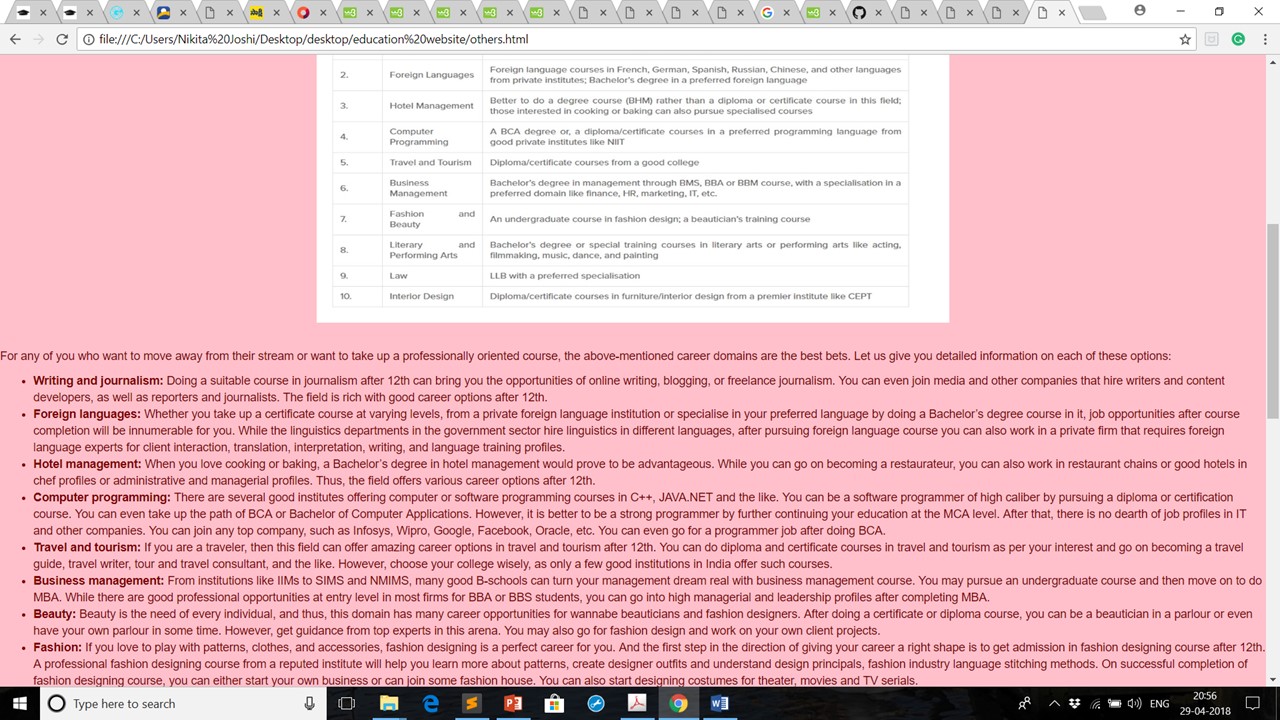 file:///C:/Users/Nikita%20Joshi/Desktop/desktop/education%20website/others.html
2. Foreign Languages Foreign language courses in French, German, Spanish, Russian, Chinese, and other languages
from private institutes; Bachelor's degree in a preferred foreign language
3. Hotel Management Better to do a degree course (BHM) rather than a diploma or certificate course in this field;
those interested in cooking or baking can also pursue specialised courses
4. Computer A BCA degree or, a diploma/certificate courses in a preferred programming language from
Programming good private institutes like NIIT
5. Travel and Tourism Diploma/certificate courses from a good college
6. Business Bachelor's degree in management through BMS, BBA or BBM course, with a specialisation in a
Management preferred domain like finance, HR, marketing, IT, etc.
7. Fashion and An undergraduate course in fashion design; a beautician's training course
Beauty
8. Literary and Bachelor's degree or special training courses in literary arts or performing arts like acting,
Performing Arts filmmaking, music, dance, and painting
9. Law LLB with a preferred specialisation
10. Interior Design Diploma/certificate courses in furniture/interior design from a premier institute like CEPT
For any of you who want to move away from their stream or want to take up a professionally oriented course, the above-mentioned career domains are the best bets. Let us give you detailed information on each of these options:
• Writing and journalism: Doing a suitable course in journalism after 12th can bring you the opportunities of online writing, blogging, or freelance journalism. You can even join media and other companies that hire writers and content
developers, as well as reporters and journalists. The field is rich with good career options after 12th.
• Foreign languages: Whether you take up a certificate course at varying levels, from a private foreign language institution or specialise in your preferred language by doing a Bachelor's degree course in it, job opportunities after course
completion will be innumerable for you. While the linguistics departments in the government sector hire linguistics in different languages, after pursuing foreign language course you can also work in a private firm that requires foreign
language experts for client interaction, translation, interpretation, writing, and language training profiles.
• Hotel management: When you love cooking or baking, a Bachelor's degree in hotel management would prove to be advantageous. While you can go on becoming a restaurateur, you can also work in restaurant chains or good hotels in
chef profiles or administrative and managerial profiles. Thus, the field offers various career options after 12th.
• Computer programming: There are several good institutes offering computer or software programming courses in C++, JAVA.NET and the like. You can be a software programmer of high caliber by pursuing a diploma or certification
course. You can even take up the path of BCA or Bachelor of Computer Applications. However, it is better to be a strong programmer by further continuing your education at the MCA level. After that, there is no dearth of job profiles in IT
and other companies. You can join any top company, such as Infosys, Wipro, Google, Facebook, Oracle, etc. You can even go for a programmer job after doing BCA.
• Travel and tourism: If you are a traveler, then this field can offer amazing career options in travel and tourism after 12th. You can do diploma and certificate courses in travel and tourism as per your interest and go on becoming a travel
guide, travel writer, tour and travel consultant, and the like. However, choose your college wisely, as only a few good institutions in India offer such courses.
• Business management: From institutions like IIMs to SIMS and NMIMS, many good B-schools can turn your management dream real with business management course. You may pursue an undergraduate course and then move on to do
MBA. While there are good professional opportunities at entry level in most firms for BBA or BBS students, you can go into high managerial and leadership profiles after completing MBA.
• Beauty: Beauty is the need of every individual, and thus, this domain has many career opportunities for wannabe beauticians and fashion designers. After doing a certificate or diploma course, you can be a beautician in a parlour or even
have your own parlour in some time. However, get guidance from top experts in this arena. You may also go for fashion design and work on your own client projects.
• Fashion: If you love to play with patterns, clothes, and accessories, fashion designing is a perfect career for you. And the first step in the direction of giving your career a right shape is to get admission in fashion designing course after 12th.
A professional fashion designing course from a reputed institute will help you learn more about patterns, create designer outfits and understand design principals, fashion industry language stitching methods. On successful completion of
fashion designing course, you can either start your own business or can join some fashion house. You can also start designing costumes for theater, movies and TV serials.
Type here to search
ENG
20:56
29-04-2018